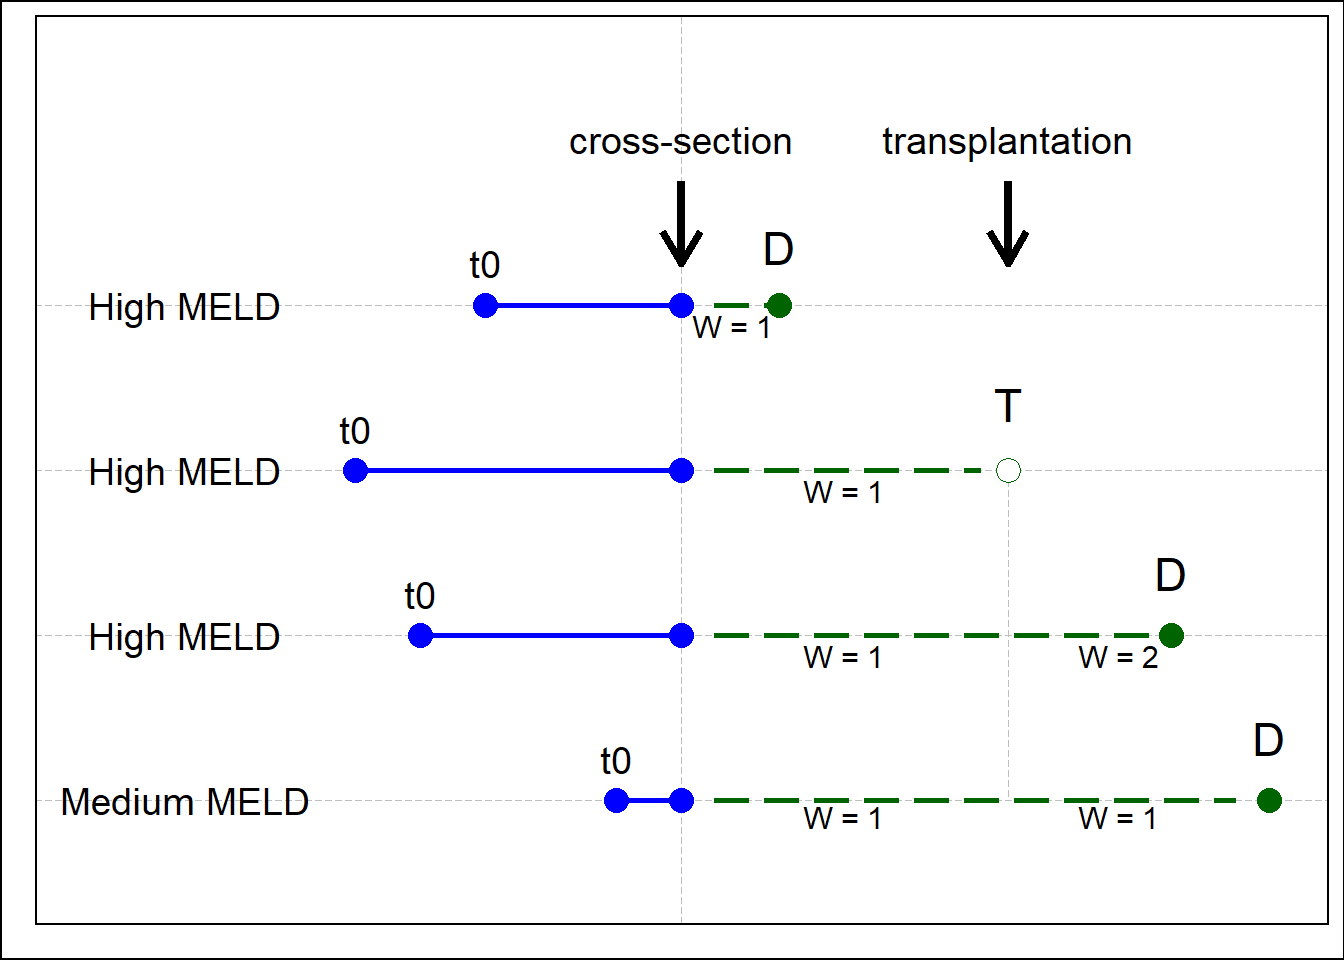 cross-section transplantation
D
t0
High MELD
W = 1
T
t0
High MELD
W = 1
D
t0
High MELD
W = 1 W = 2
D
t0
Medium MELD
W = 1 W = 1